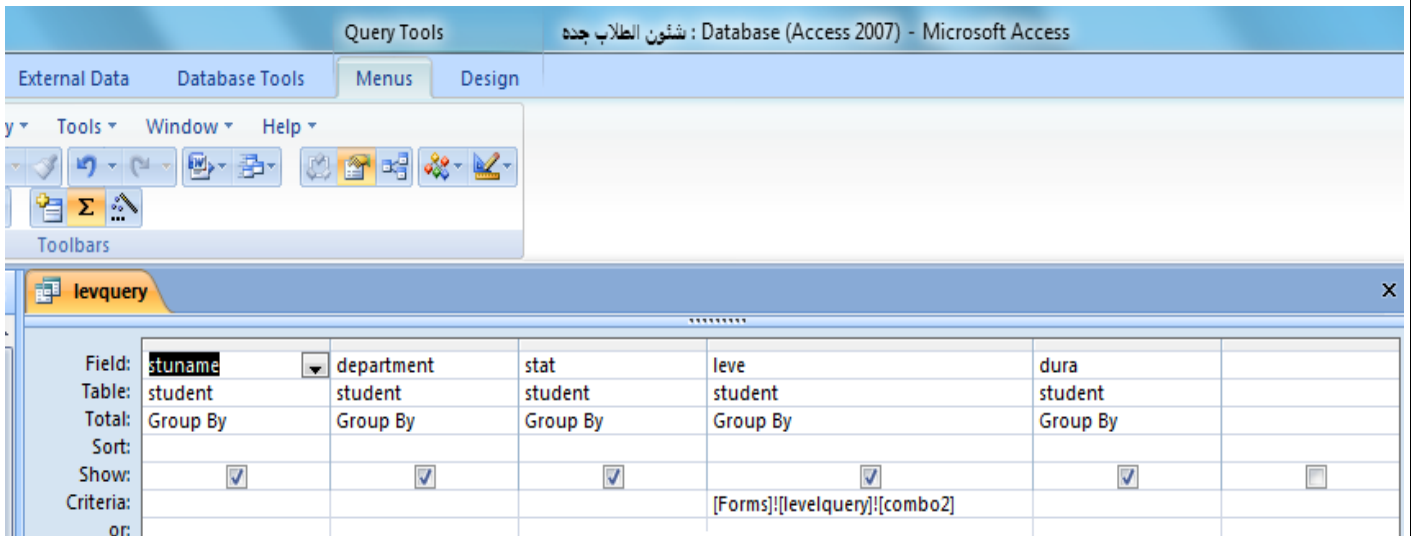 Query Tools شئون الطلاب جده : Database (Access 2007) - Microsoft Access
External Data Database Tools Menus Design
y Tools Window Help
Toolbars
levquery
Field: stuname department stat leve dura
Table: student student student student student
Total: Group By Group By Group By Group By Group By
Sort:
Show:
Criteria: [Forms]![levelquery]![combo2]
or: